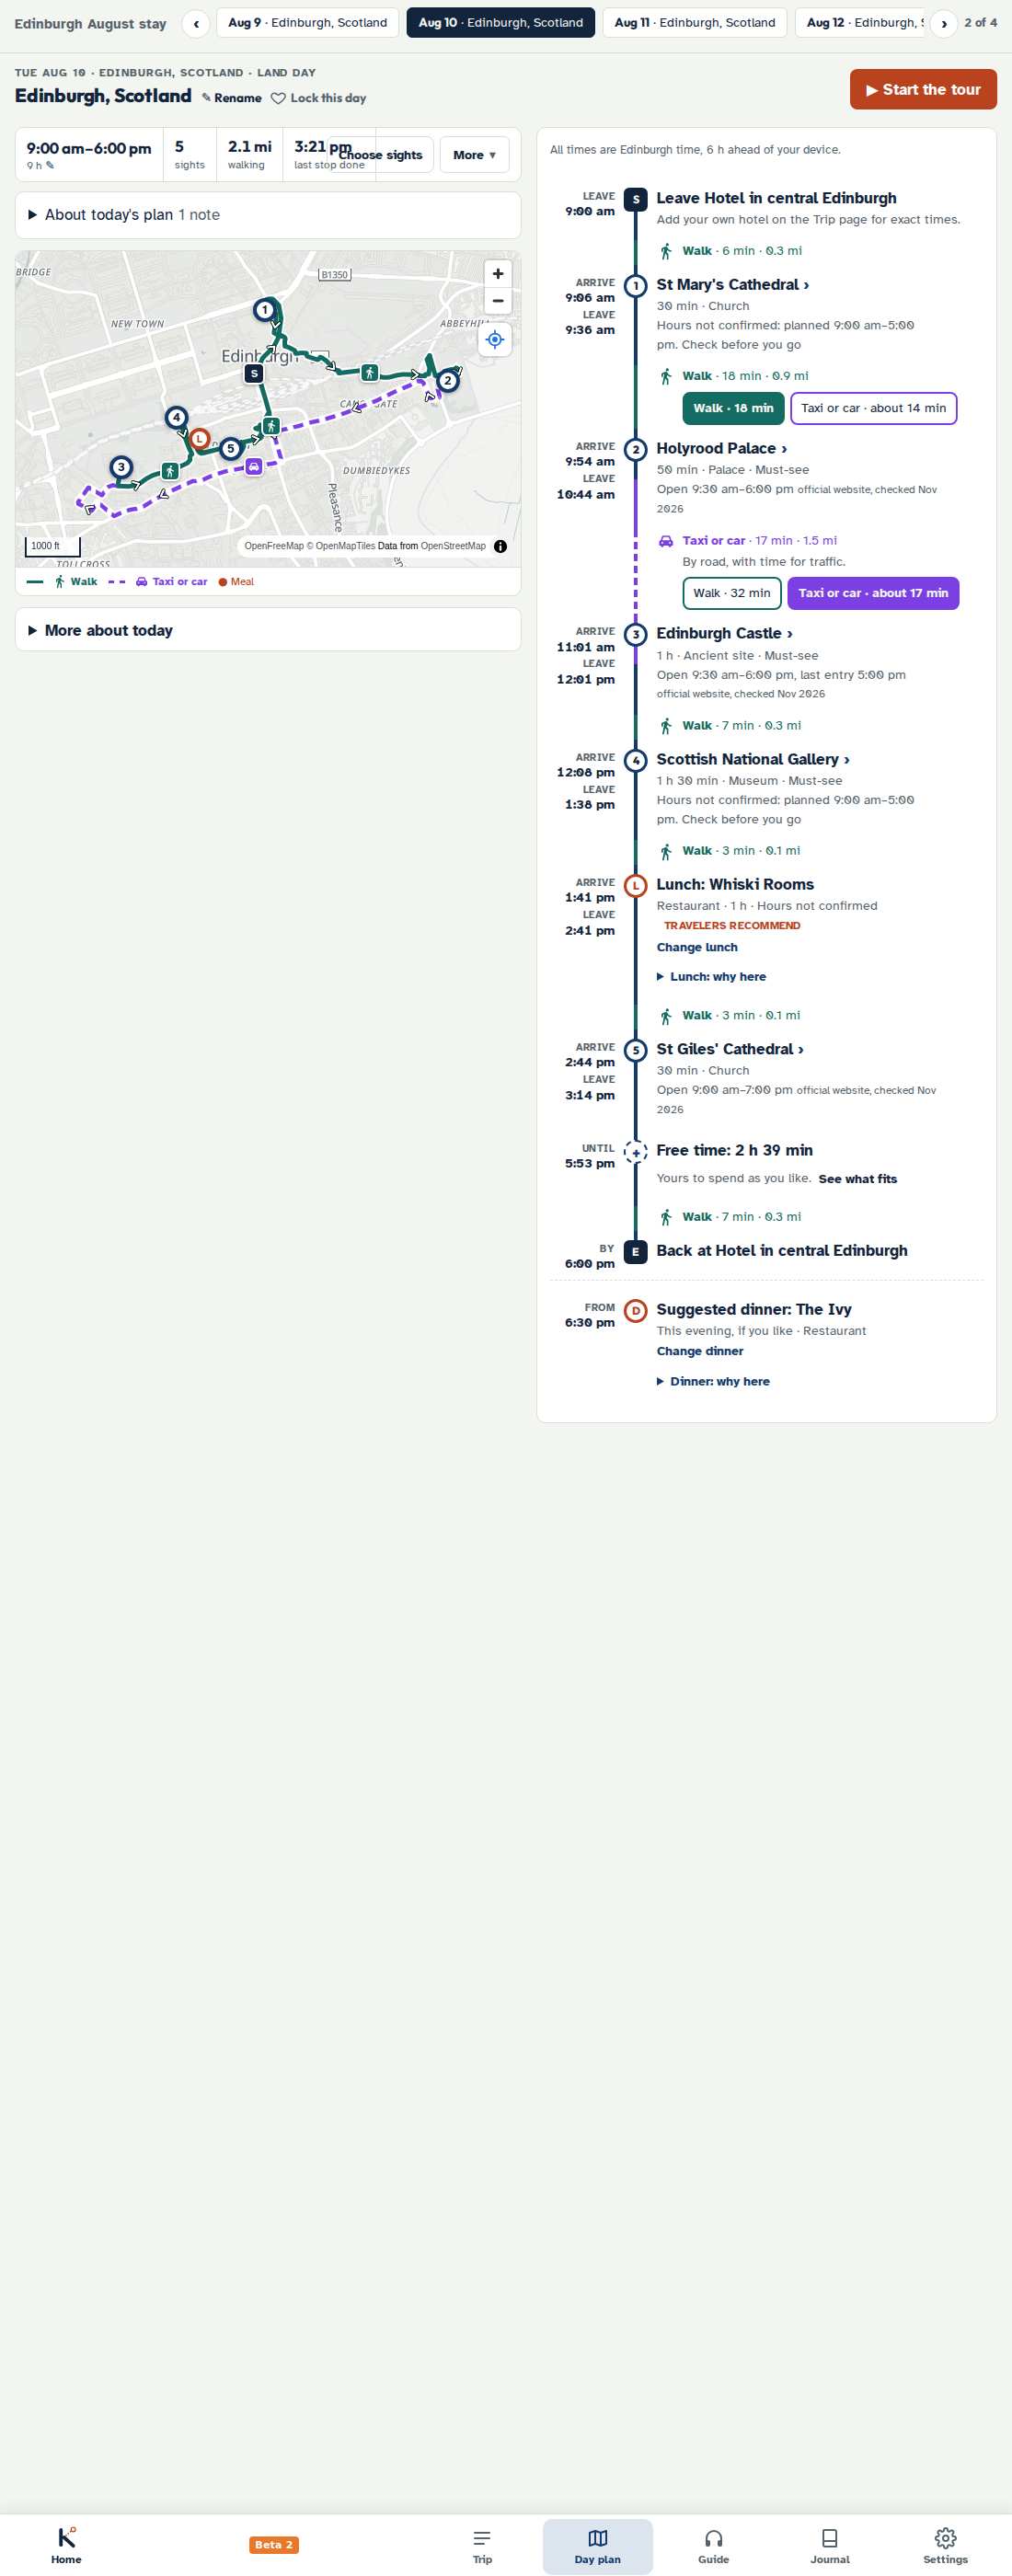 Edinburgh August stay
‹
Aug 9 · Edinburgh, Scotland
Aug 10 · Edinburgh, Scotland
Aug 11 · Edinburgh, Scotland
Aug 12 · Edinburgh,
›
2 of 4
TUE AUG 10 · EDINBURGH, SCOTLAND · LAND DAY
Edinburgh, Scotland
✎ Rename
Lock this day
▶ Start the tour
9:00 am–6:00 pm
9 h ✎
5
sights
2.1 mi
walking
3:21 pm
last stop done
Choose sights
More ▾
▶ About today's plan 1 note
BRIDGE
B1350
NEW TOWN
ABBEYHILL
Edinburgh
DUMBIEDYKES
Pleasance
TOLLCROSS
1
S
2
4
L
5
3
+
−
1000 ft
OpenFreeMap © OpenMapTiles Data from OpenStreetMap
Walk
Taxi or car
Meal
▶ More about today
All times are Edinburgh time, 6 h ahead of your device.
LEAVE
9:00 am
S
Leave Hotel in central Edinburgh
Add your own hotel on the Trip page for exact times.
Walk · 6 min · 0.3 mi
ARRIVE
9:06 am
LEAVE
9:36 am
1
St Mary's Cathedral ›
30 min · Church
Hours not confirmed: planned 9:00 am–5:00
pm. Check before you go
Walk · 18 min · 0.9 mi
Walk · 18 min
Taxi or car · about 14 min
ARRIVE
9:54 am
LEAVE
10:44 am
2
Holyrood Palace ›
50 min · Palace · Must-see
Open 9:30 am–6:00 pm official website, checked Nov
2026
Taxi or car · 17 min · 1.5 mi
By road, with time for traffic.
Walk · 32 min
Taxi or car · about 17 min
ARRIVE
11:01 am
LEAVE
12:01 pm
3
Edinburgh Castle ›
1 h · Ancient site · Must-see
Open 9:30 am–6:00 pm, last entry 5:00 pm
official website, checked Nov 2026
Walk · 7 min · 0.3 mi
ARRIVE
12:08 pm
LEAVE
1:38 pm
4
Scottish National Gallery ›
1 h 30 min · Museum · Must-see
Hours not confirmed: planned 9:00 am–5:00
pm. Check before you go
Walk · 3 min · 0.1 mi
ARRIVE
1:41 pm
LEAVE
2:41 pm
L
Lunch: Whiski Rooms
Restaurant · 1 h · Hours not confirmed
TRAVELERS RECOMMEND
Change lunch
▶ Lunch: why here
Walk · 3 min · 0.1 mi
ARRIVE
2:44 pm
LEAVE
3:14 pm
5
St Giles' Cathedral ›
30 min · Church
Open 9:00 am–7:00 pm official website, checked Nov
2026
UNTIL
5:53 pm
+
Free time: 2 h 39 min
Yours to spend as you like. See what fits
Walk · 7 min · 0.3 mi
BY
6:00 pm
E
Back at Hotel in central Edinburgh
FROM
6:30 pm
D
Suggested dinner: The Ivy
This evening, if you like · Restaurant
Change dinner
▶ Dinner: why here
Home
Beta 2
Trip
Day plan
Guide
Journal
Settings